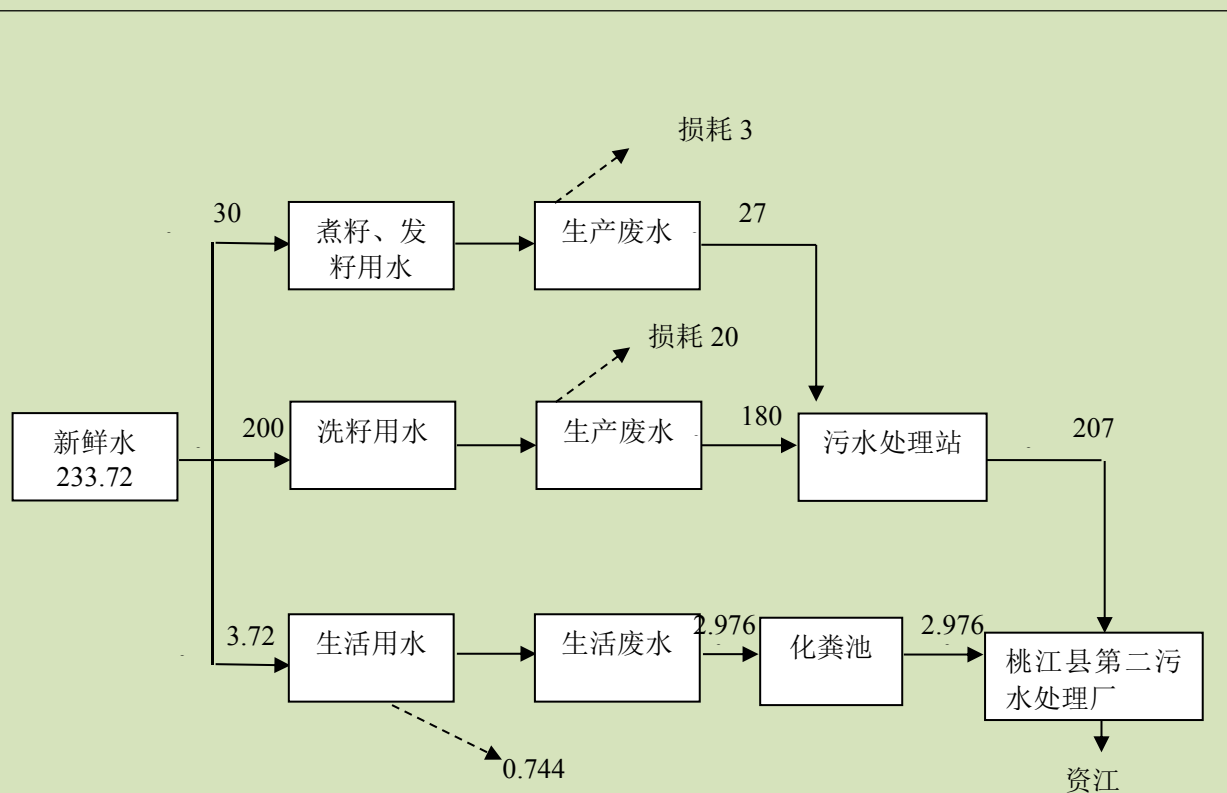 损耗 3
30
煮籽、发
籽用水
生产废水
27
损耗 20
新鲜水
233.72
200
洗籽用水
生产废水
180
污水处理站
207
3.72
生活用水
生活废水
2.976
化粪池
2.976
桃江县第二污
水处理厂
0.744
资江